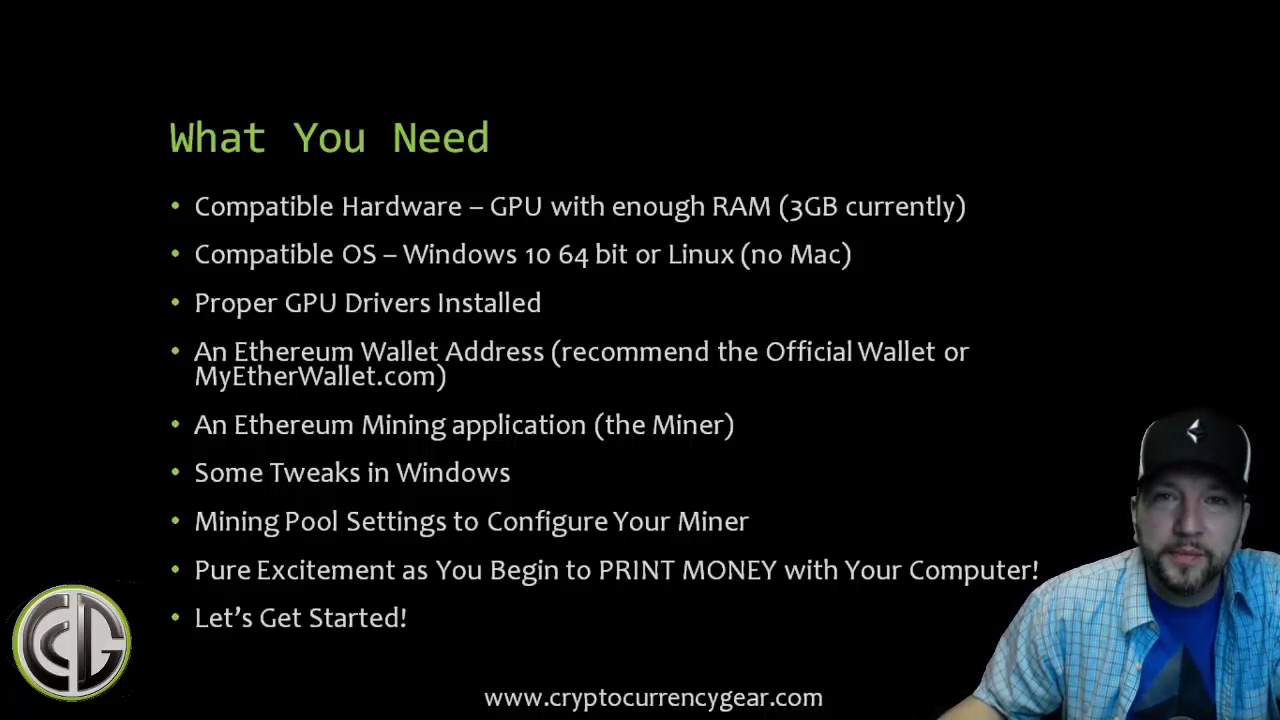 What You Need
• Compatible Hardware – GPU with enough RAM (3GB currently)
• Compatible OS – Windows 10 64 bit or Linux (no Mac)
• Proper GPU Drivers Installed
• An Ethereum Wallet Address (recommend the Official Wallet or
MyEtherWallet.com)
• An Ethereum Mining application (the Miner)
• Some Tweaks in Windows
• Mining Pool Settings to Configure Your Miner
• Pure Excitement as You Begin to PRINT MONEY with Your Computer!
• Let’s Get Started!
CCG
www.cryptocurrencygear.com